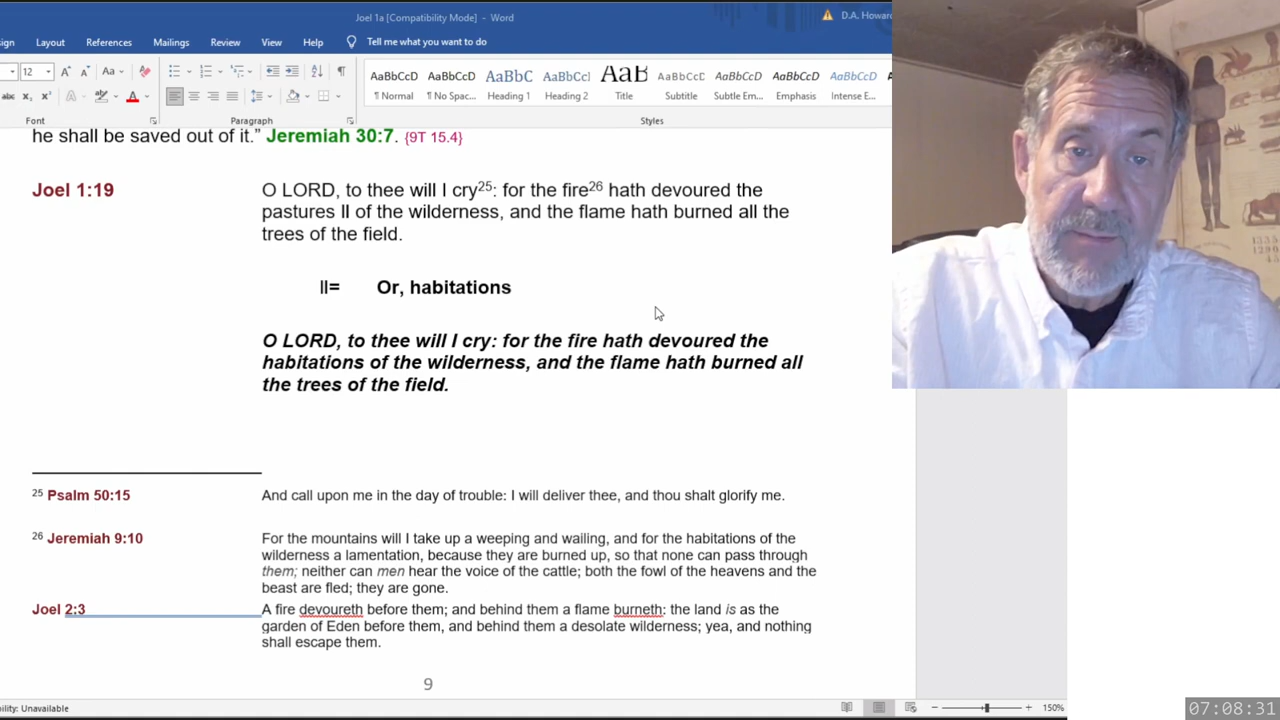 Joel 1a [Compatibility Mode] - Word
D.A. Howard
Layout References Mailings Review View Help Tell me what you want to do
12 Aa
abc x₂ x² A
AaBbCcD AaBbCcD AaBbC AaBbCcI AaB AaBbCcD AaBbCcD AaBbCcD AaBbCcD
¶ Normal ¶ No Spac... Heading 1 Heading 2 Title Subtitle Subtle Em... Emphasis Intense E...
Font Paragraph Styles
he shall be saved out of it.” Jeremiah 30:7. {9T 15.4}
Joel 1:19 O LORD, to thee will I cry25: for the fire26 hath devoured the
pastures ǁ of the wilderness, and the flame hath burned all the
trees of the field.
ǁ= Or, habitations
O LORD, to thee will I cry: for the fire hath devoured the
habitations of the wilderness, and the flame hath burned all
the trees of the field.
25 Psalm 50:15 And call upon me in the day of trouble: I will deliver thee, and thou shalt glorify me.
26 Jeremiah 9:10 For the mountains will I take up a weeping and wailing, and for the habitations of the
wilderness a lamentation, because they are burned up, so that none can pass through
them; neither can men hear the voice of the cattle; both the fowl of the heavens and the
beast are fled; they are gone.
Joel 2:3 A fire devoureth before them; and behind them a flame burneth: the land is as the
garden of Eden before them, and behind them a desolate wilderness; yea, and nothing
shall escape them.
9
Unavailable
150%
07:08:31